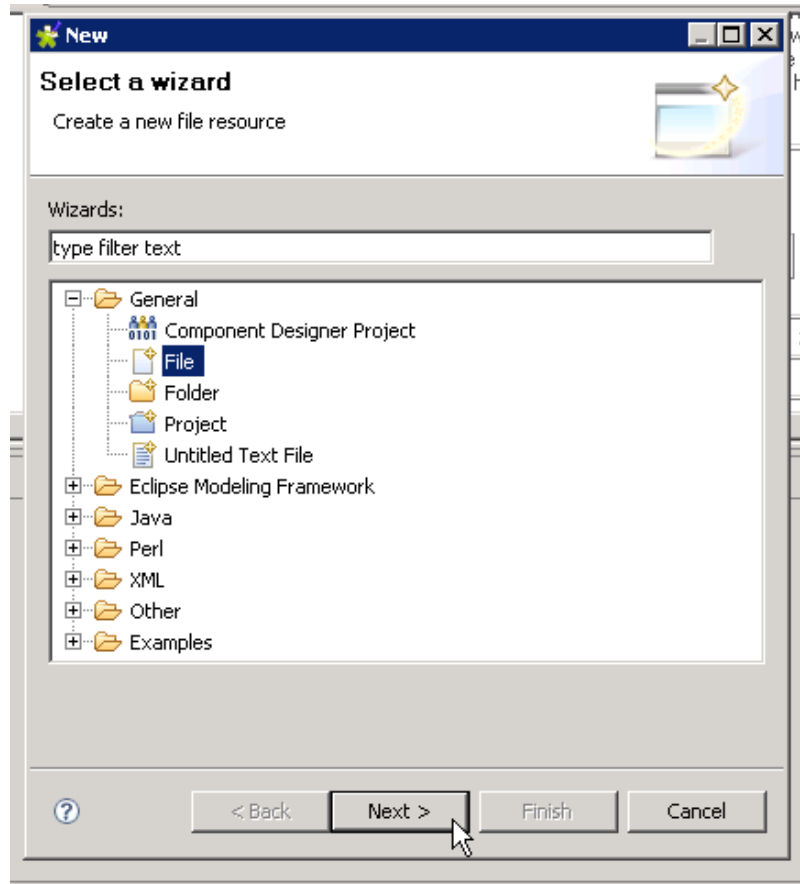 New
Select a wizard
Create a new file resource
Wizards:
type filter text
General
0101 Component Designer Project
File
Folder
Project
Untitled Text File
Eclipse Modeling Framework
Java
Perl
XML
Other
Examples
? < Back Next > Finish Cancel